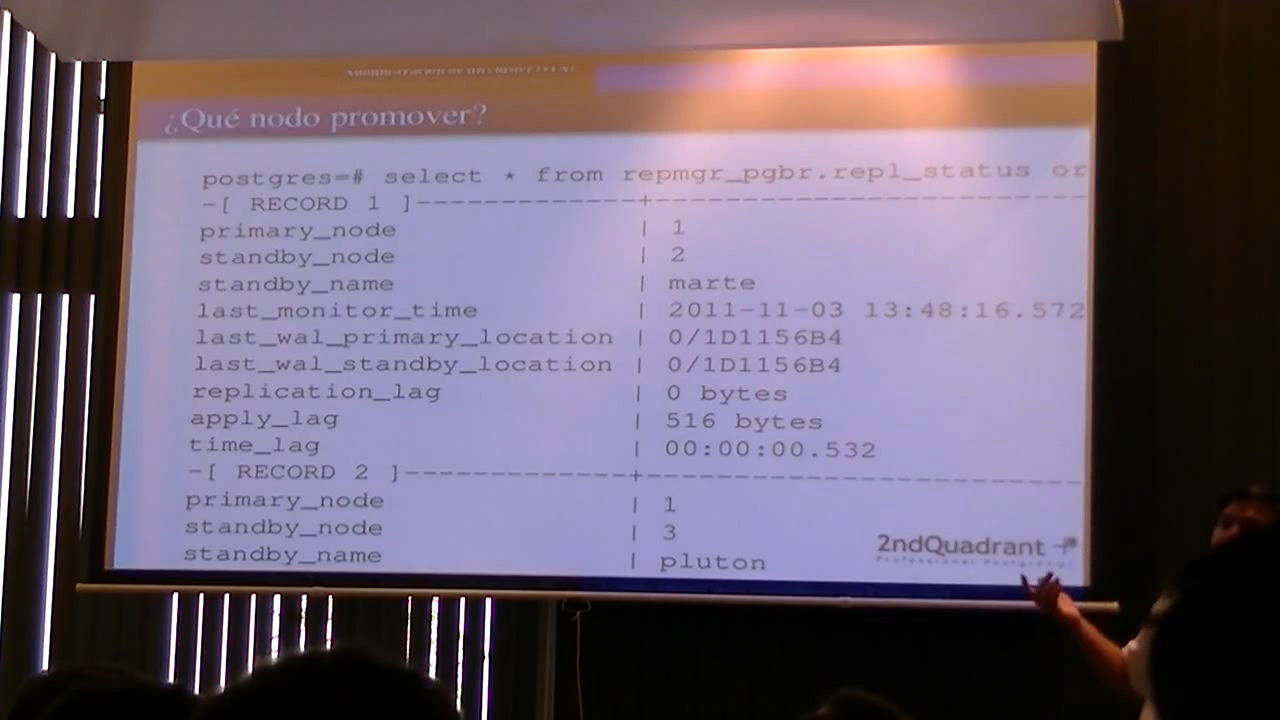 ¿Qué nodo promover?
postgres=# select * from repmgr_pgbr.repl_status or
-[ RECORD 1 ]-------------+--------------------------
primary_node | 1
standby_node | 2
standby_name | marte
last_monitor_time | 2011-11-03 13:48:16.572
last_wal_primary_location | 0/1D1156B4
last_wal_standby_location | 0/1D1156B4
replication_lag | 0 bytes
apply_lag | 516 bytes
time_lag | 00:00:00.532
-[ RECORD 2 ]-------------+--------------------------
primary_node | 1
standby_node | 3
standby_name | pluton
2ndQuadrant
Professional PostgreSQL